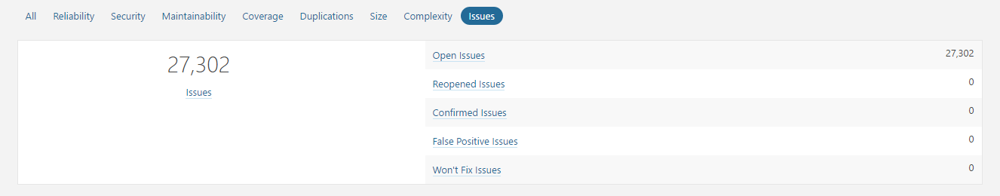 All Reliability Security Maintainability Coverage Duplications Size Complexity Issues
27,302
Issues
Open Issues 27,302
Reopened Issues 0
Confirmed Issues 0
False Positive Issues 0
Won't Fix Issues 0